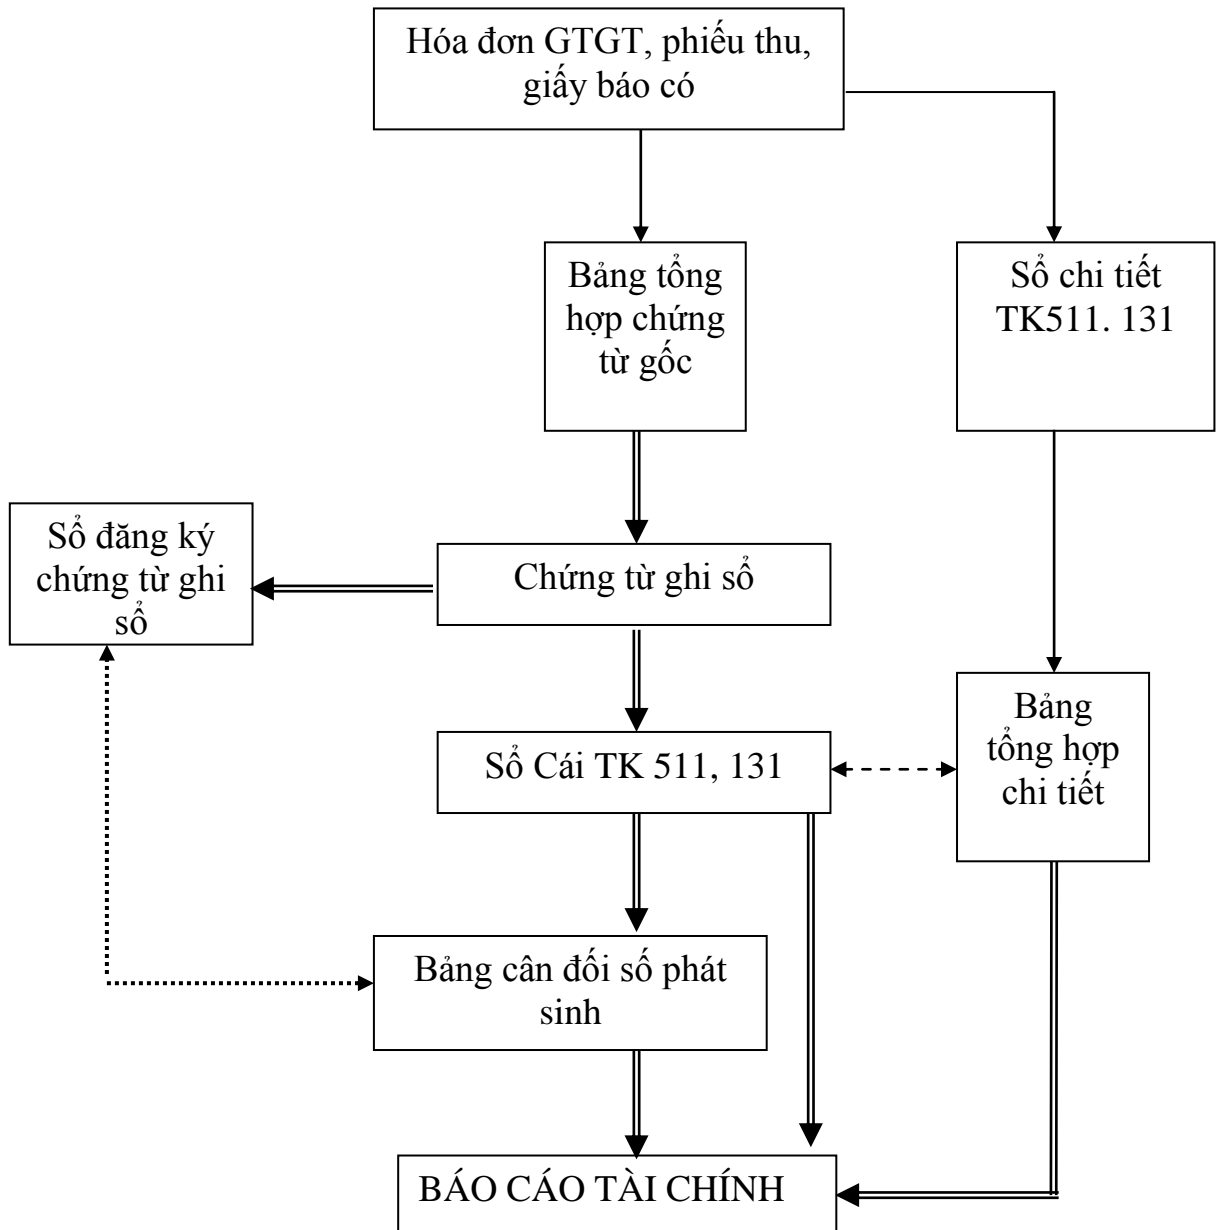 Hóa đơn GTGT, phiếu thu,
giấy báo có
Bảng tổng
hợp chứng
từ gốc
Sổ chi tiết
TK511. 131
Sổ đăng ký
chứng từ ghi
sổ
Chứng từ ghi sổ
Sổ Cái TK 511, 131
Bảng
tổng hợp
chi tiết
Bảng cân đối số phát
sinh
BÁO CÁO TÀI CHÍNH